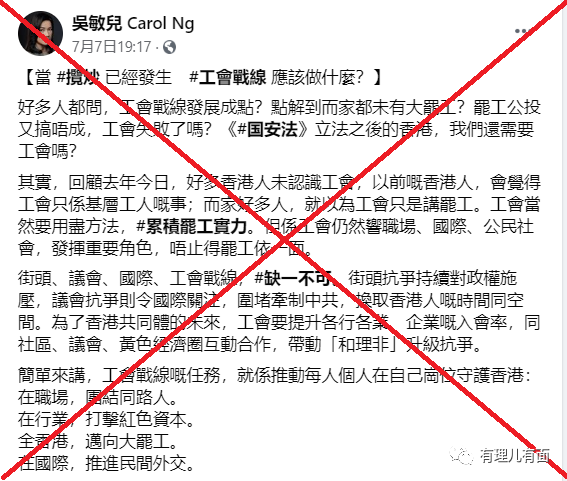 吳敏兒 Carol Ng
7月7日19:17
【當 #攬炒 已經發生 #工會戰線 應該做什麼？】
好多人都問，工會戰線發展成點？點解到而家都未有大罷工？罷工公投
又搞唔成，工會失敗了嗎？《#国安法》立法之後的香港，我們還需要
工會嗎？
其實，回顧去年今日，好多香港人未認識工會，以前嘅香港人，會覺得
工會只係基層工人嘅事；而家好多人，就以為工會只是講罷工。工會當
然要用盡方法，#累積罷工實力。但係工會仍然響職場、國際、公民社
會，發揮重要角色，唔止得罷工依一面。
街頭、議會、國際、工會戰線，#缺一不可。街頭抗爭持續對政權施
壓，議會抗爭則令國際關注，圍堵牽制中共，換取香港人嘅時間同空
間。為了香港共同體的未來，工會要提升各行各業、企業嘅入會率，同
社區、議會、黃色經濟圈互動合作，帶動「和理非」升級抗爭。
簡單來講，工會戰線嘅任務，就係推動每人個人在自己崗位守護香港：
在職場，團結同路人。
在行業，打擊紅色資本。
全香港，邁向大罷工。
在國際，推進民間外交。
有理儿有面